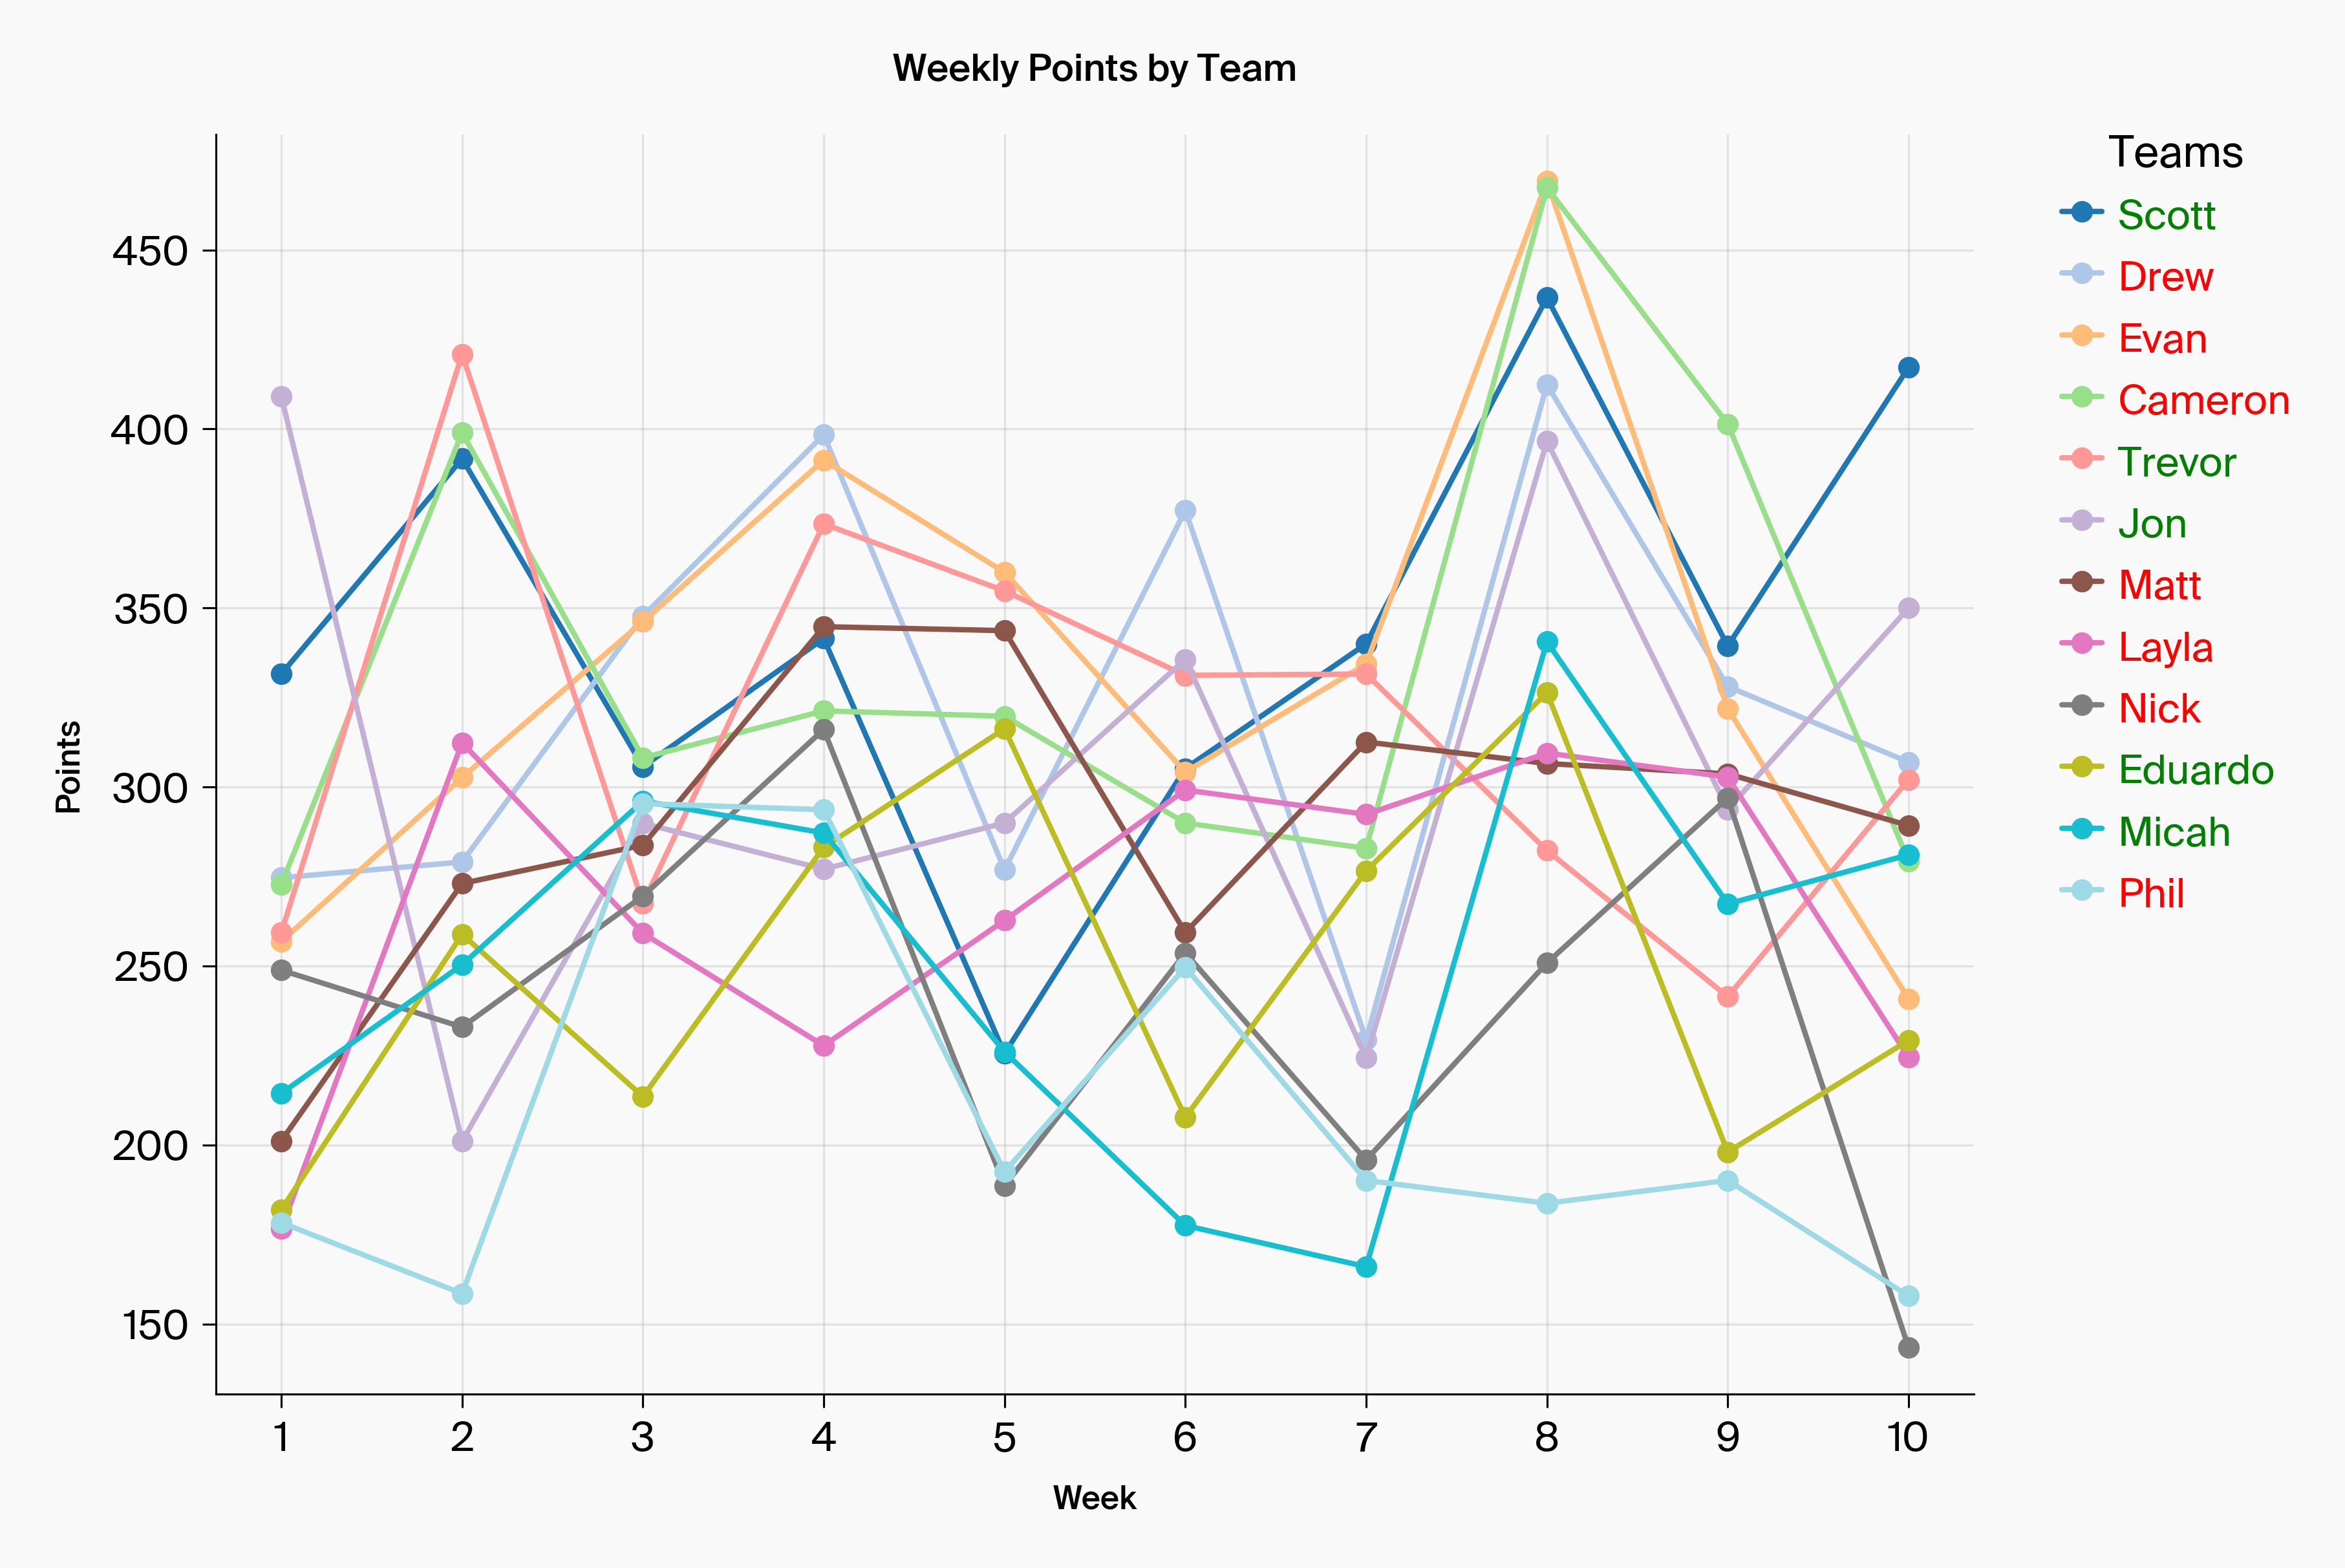 Weekly Points by Team
Teams
Scott
Drew
Evan
Cameron
Trevor
Jon
Matt
Layla
Nick
Eduardo
Micah
Phil
Points
450
400
350
300
250
200
150
1 2 3 4 5 6 7 8 9 10
Week